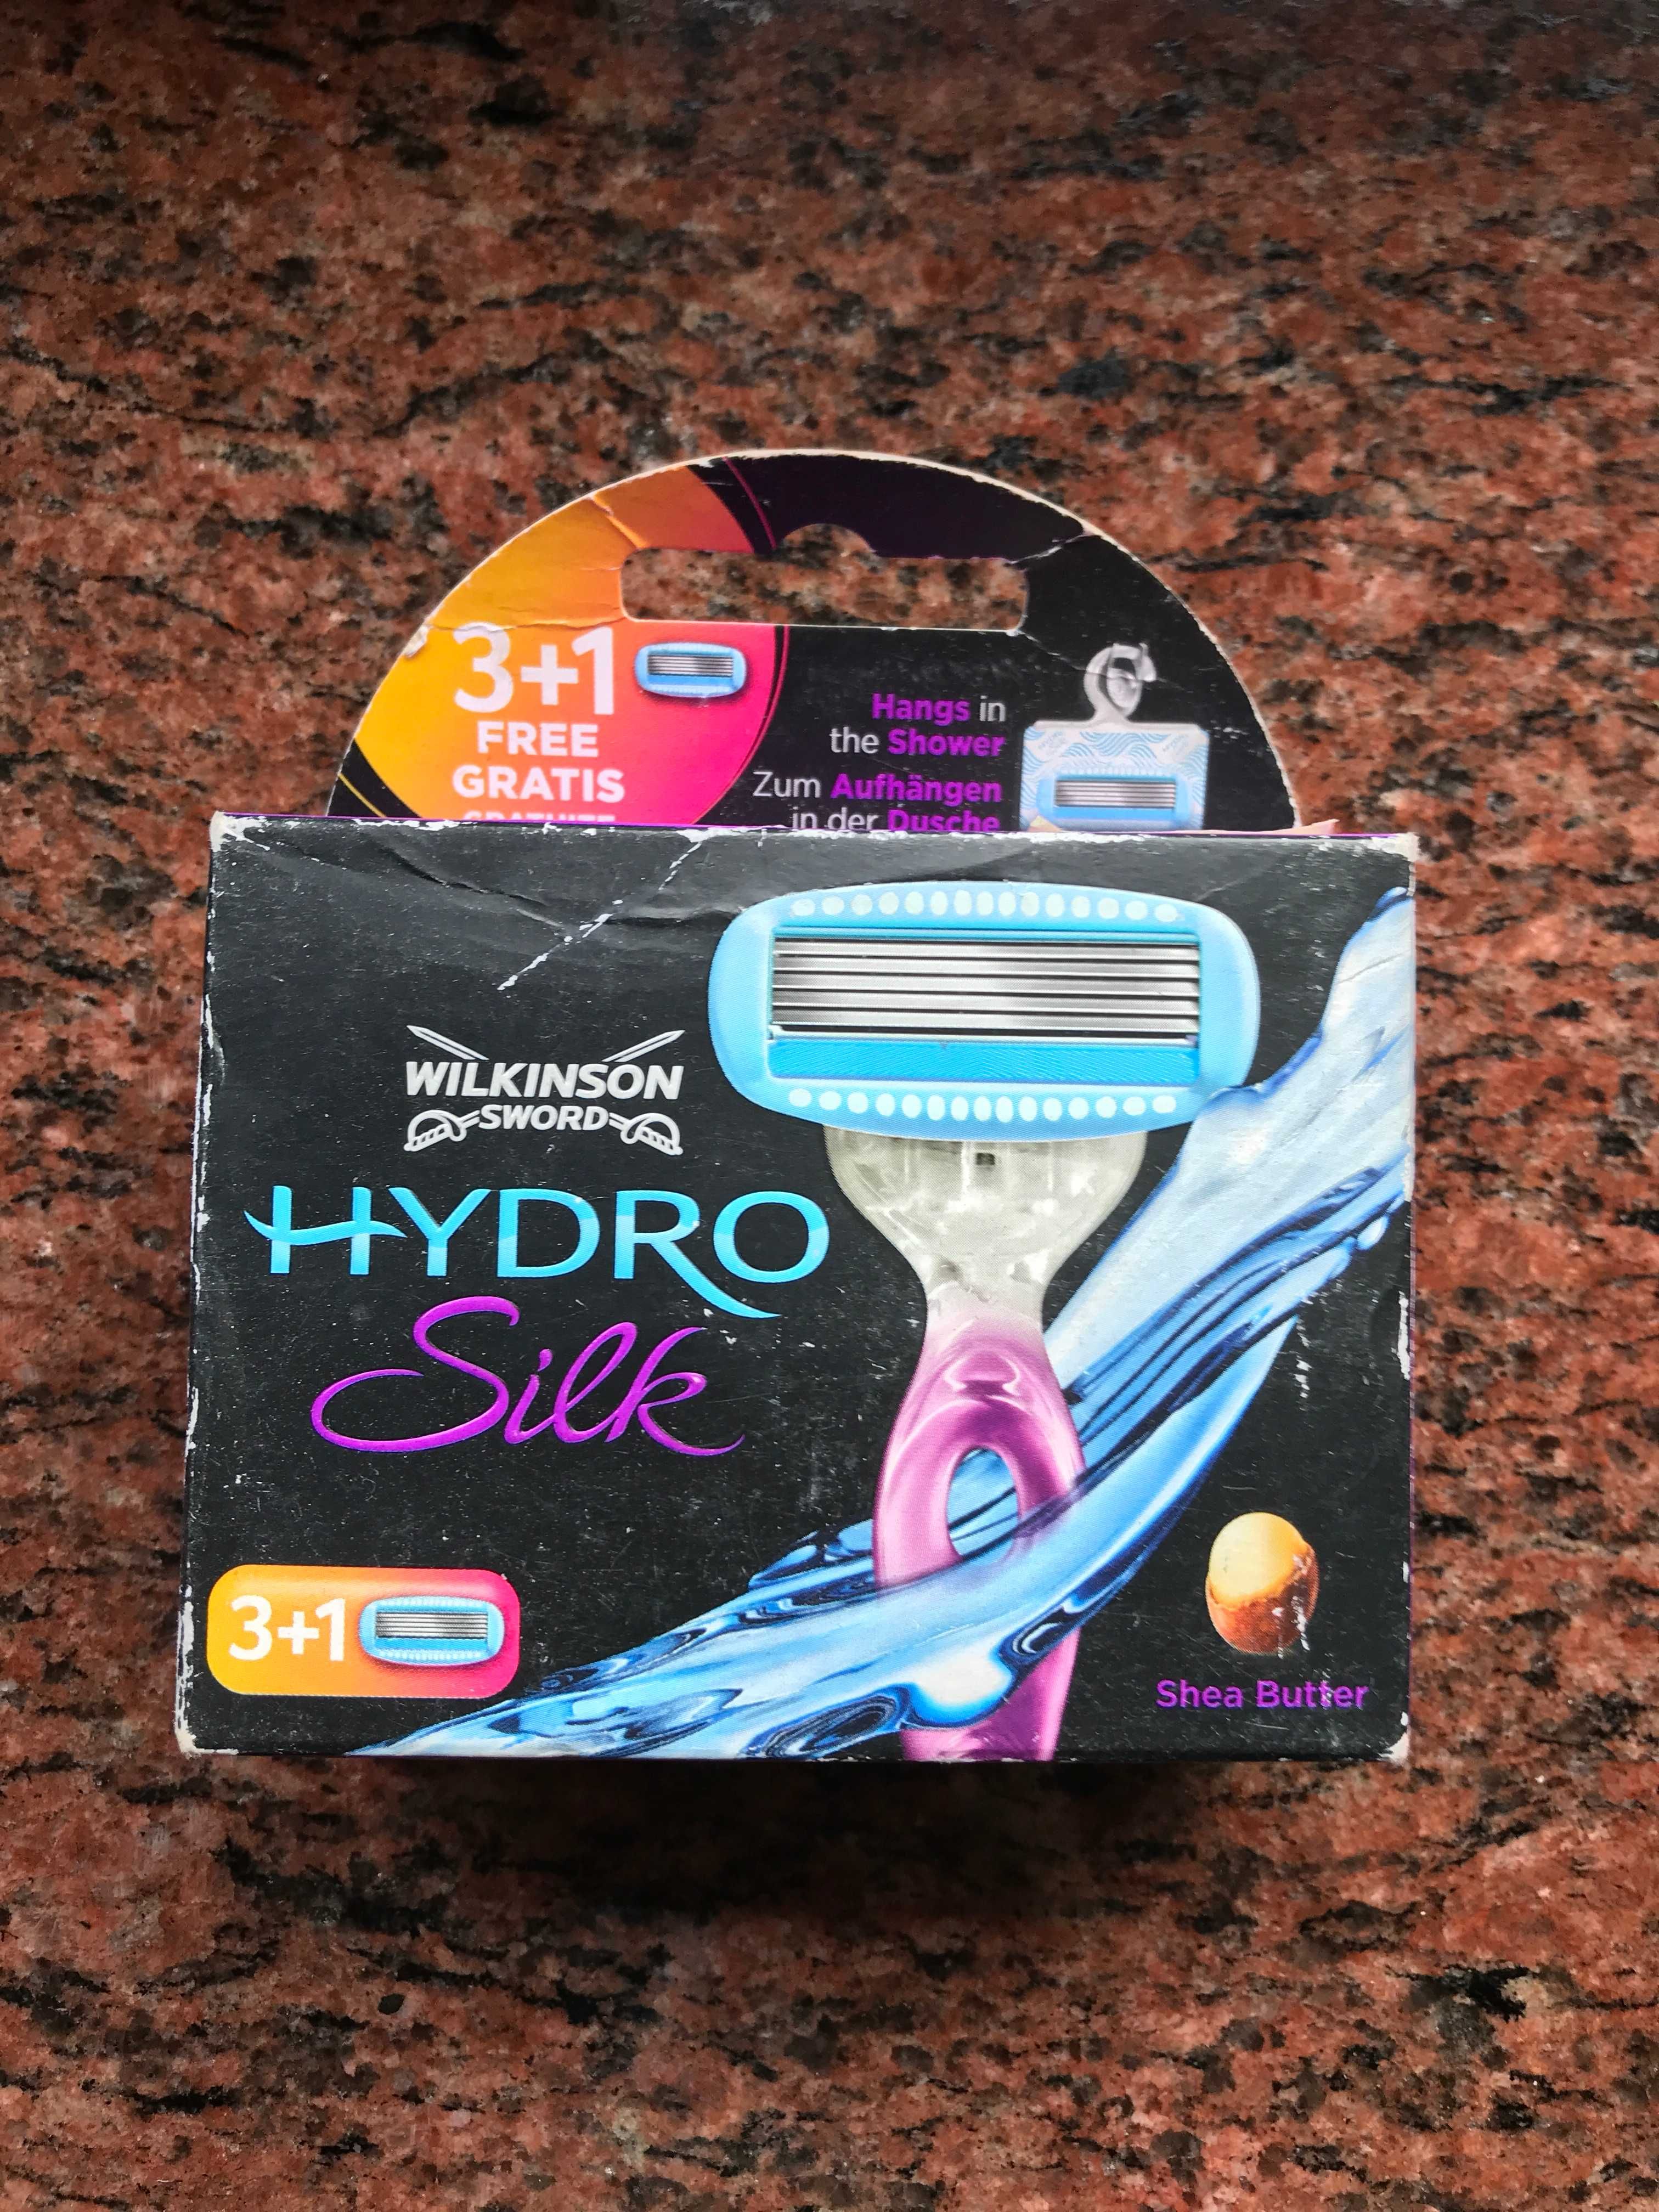 3+1
FREE
GRATIS
GRATUITE
Hangs in
the Shower
Zum Aufhängen
in der Dusche
WILKINSON
SWORD
HYDRO
Silk
3+1
Shea Butter